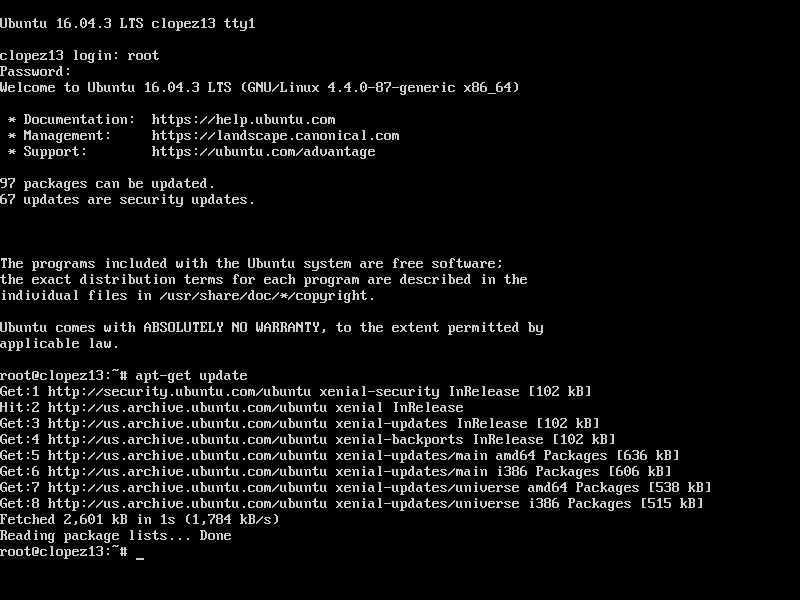 Ubuntu 16.04.3 LTS clopez13 tty1
clopez13 login: root
Password:
Welcome to Ubuntu 16.04.3 LTS (GNU/Linux 4.4.0-87-generic x86_64)
* Documentation:  https://help.ubuntu.com
* Management:     https://landscape.canonical.com
* Support:        https://ubuntu.com/advantage
97 packages can be updated.
67 updates are security updates.
The programs included with the Ubuntu system are free software;
the exact distribution terms for each program are described in the
individual files in /usr/share/doc/*/copyright.
Ubuntu comes with ABSOLUTELY NO WARRANTY, to the extent permitted by
applicable law.
root@clopez13:~# apt-get update
Get:1 http://security.ubuntu.com/ubuntu xenial-security InRelease [102 kB]
Hit:2 http://us.archive.ubuntu.com/ubuntu xenial InRelease
Get:3 http://us.archive.ubuntu.com/ubuntu xenial-updates InRelease [102 kB]
Get:4 http://us.archive.ubuntu.com/ubuntu xenial-backports InRelease [102 kB]
Get:5 http://us.archive.ubuntu.com/ubuntu xenial-updates/main amd64 Packages [636 kB]
Get:6 http://us.archive.ubuntu.com/ubuntu xenial-updates/main i386 Packages [606 kB]
Get:7 http://us.archive.ubuntu.com/ubuntu xenial-updates/universe amd64 Packages [538 kB]
Get:8 http://us.archive.ubuntu.com/ubuntu xenial-updates/universe i386 Packages [515 kB]
Fetched 2,601 kB in 1s (1,784 kB/s)
Reading package lists... Done
root@clopez13:~# _